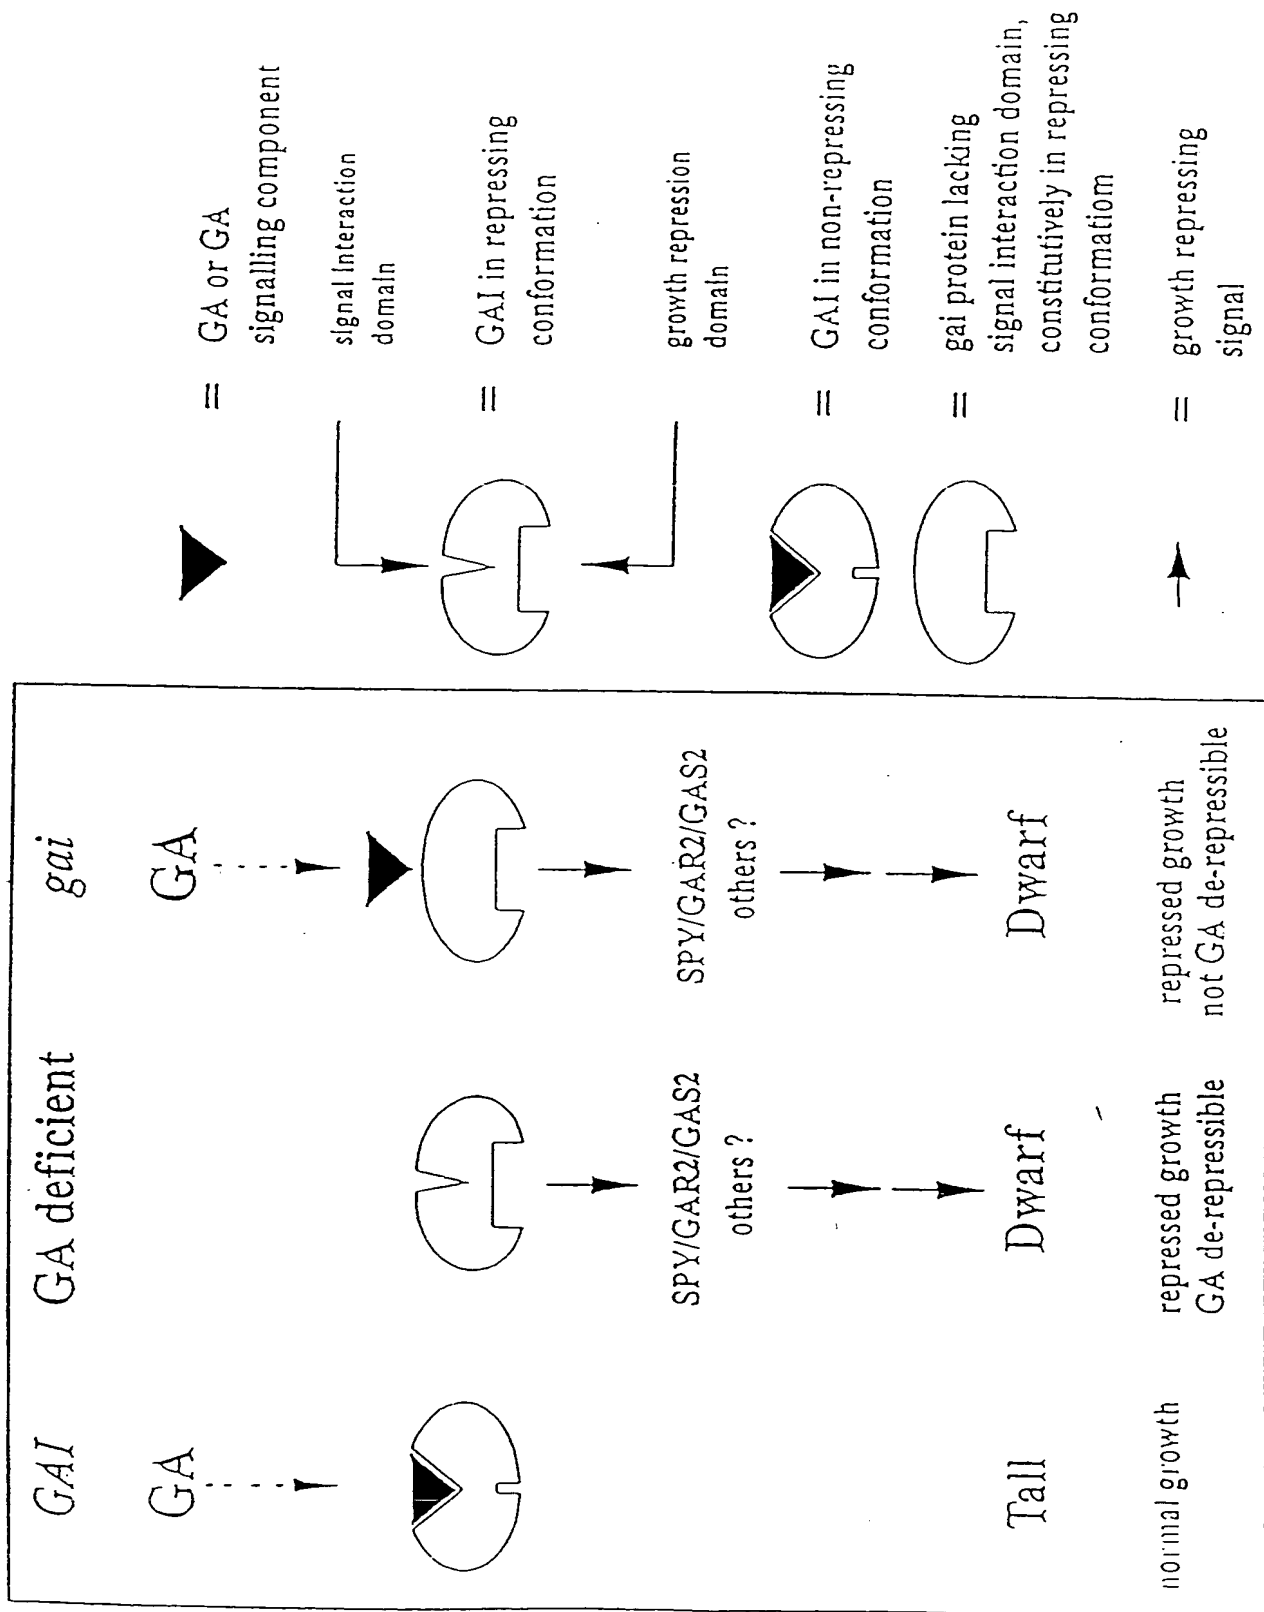 GAI
GA deficient
gai
GA
GA
SPY/GAR2/GAS2
others ?
SPY/GAR2/GAS2
others ?
Tall
Dwarf
Dwarf
normal growth
repressed growth
GA de-repressible
repressed growth
not GA de-repressible
= GA or GA
signalling component
signal interaction
domain
= GAI in repressing
conformation
growth repression
domain
= GAI in non-repressing
conformation
= gai protein lacking
signal interaction domain,
constitutively in repressing
conformatiom
= growth repressing
signal